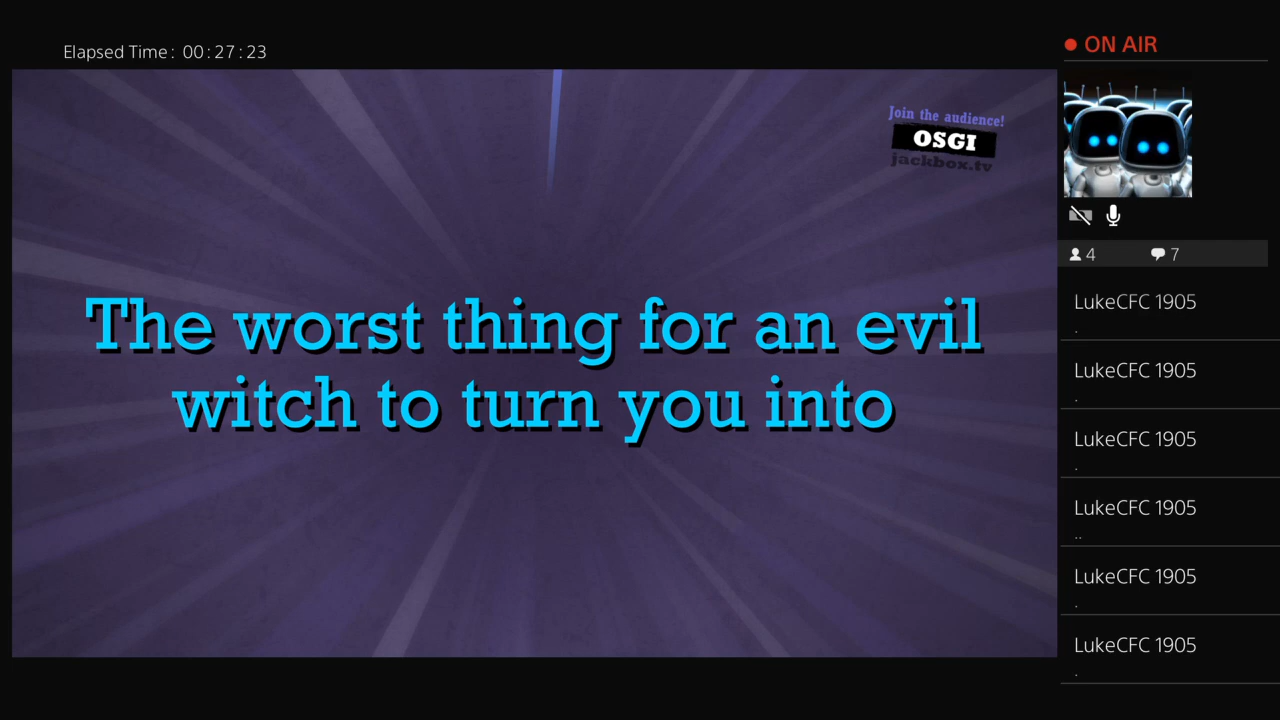 Elapsed Time: 00:27:23
ON AIR
Join the audience!
OSGI
jackbox.tv
The worst thing for an evil
witch to turn you into
4 7
LukeCFC 1905
.
LukeCFC 1905
.
LukeCFC 1905
.
LukeCFC 1905
..
LukeCFC 1905
.
LukeCFC 1905
.